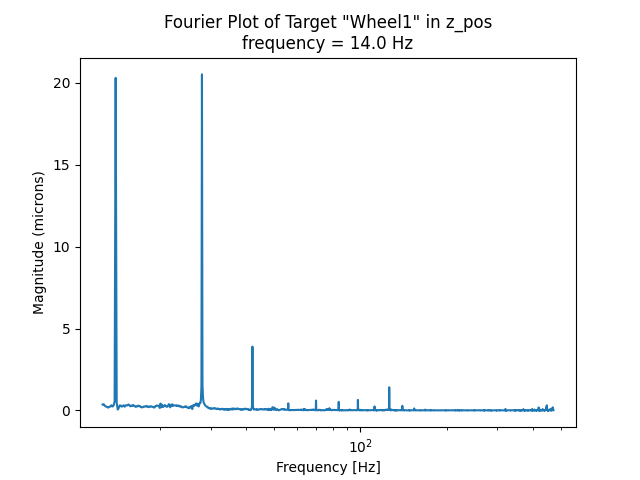 Fourier Plot of Target "Wheel1" in z_pos
frequency = 14.0 Hz
20
15
10
5
0
Magnitude (microns)
10²
Frequency [Hz]